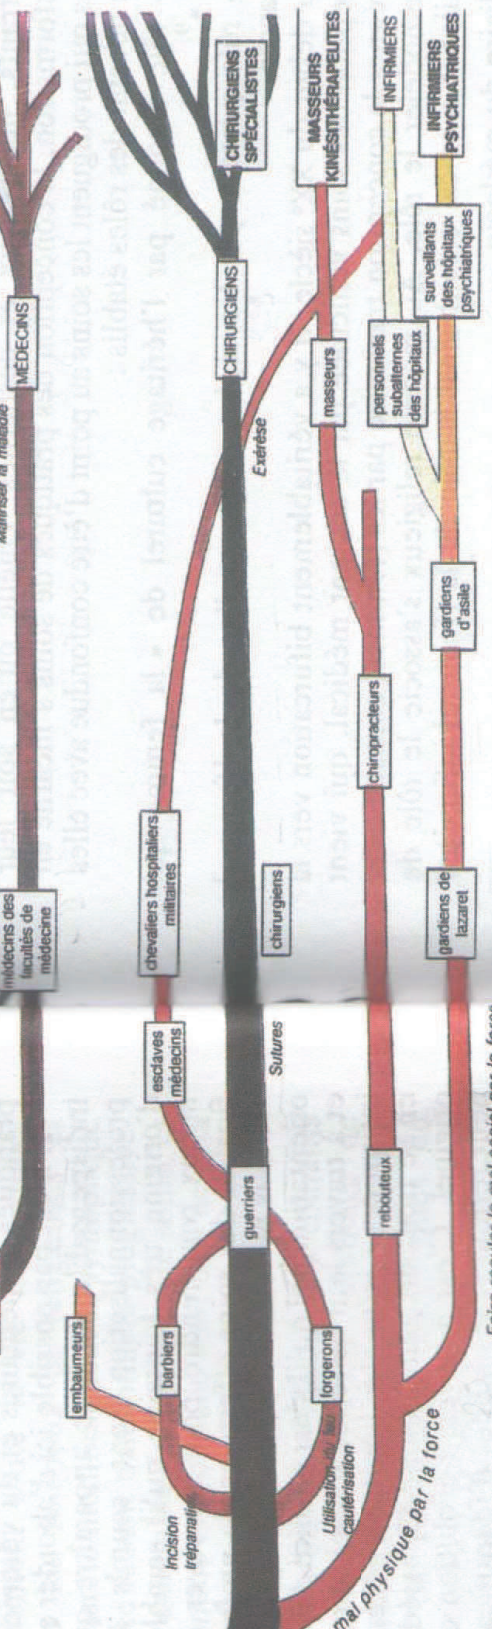 MÉDECINS
CHIRURGIENS
SPÉCIALISTES
CHIRURGIENS
MASSEURS
KINÉSITHÉRAPEUTES
INFIRMIERS
INFIRMIERS
PSYCHIATRIQUES
surveillants
des hôpitaux
psychiatriques
personnels
subalternes
des hôpitaux
masseurs
Exérèse
gardiens
d'asile
chiropracteurs
chevaliers hospitaliers
militaires
médecins des
facultés de
médecine
chirurgiens
gardiens de
lazaret
esclaves
médecins
Sutures
guerriers
rebouteux
embaumeurs
barbiers
forgerons
Incision
trépanation
Utilisation du feu
cautérisation
mal physique par la force